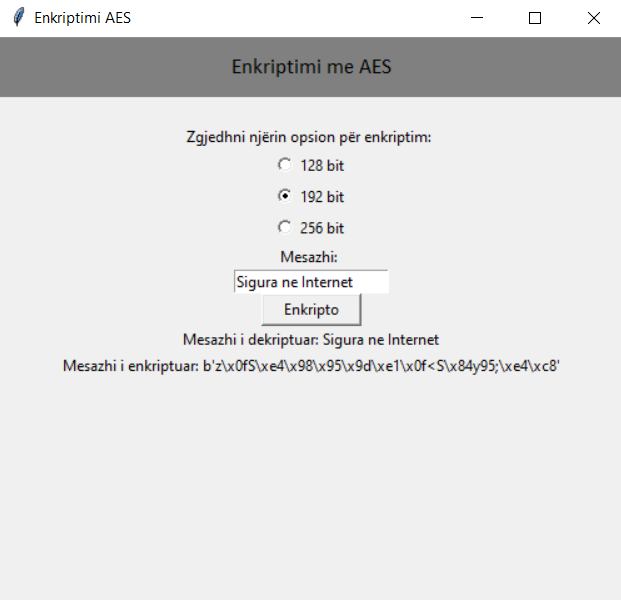 Enkriptimi AES
Enkriptimi me AES
Zgjedhni njërin opsion për enkriptim:
128 bit
192 bit
256 bit
Mesazhi:
Sigura ne Internet
Enkripto
Mesazhi i dekriptuar: Sigura ne Internet
Mesazhi i enkriptuar: b'z\x0fS\xe4\x98\x95\x9d\xe1\x0f<S\x84y95;\xe4\xc8'